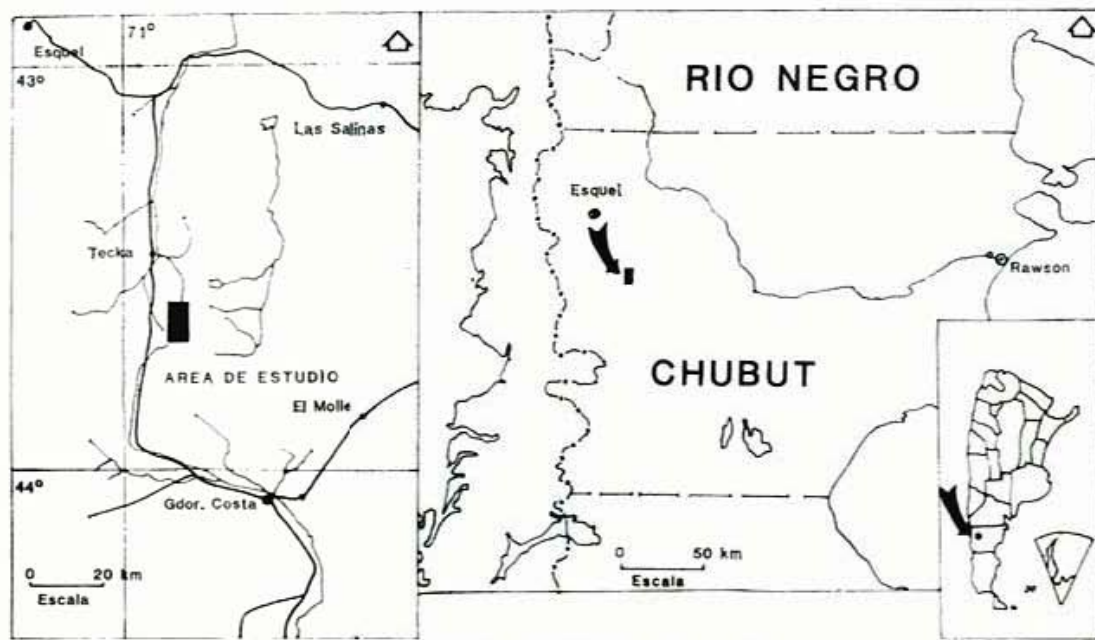 71°
Esquel
43°
Las Salinas
Tecka
AREA DE ESTUDIO
El Molle
44°
Gdor. Costa
0 20 km
Escala
RIO NEGRO
Esquel
Rawson
CHUBUT
0 50 km
Escala